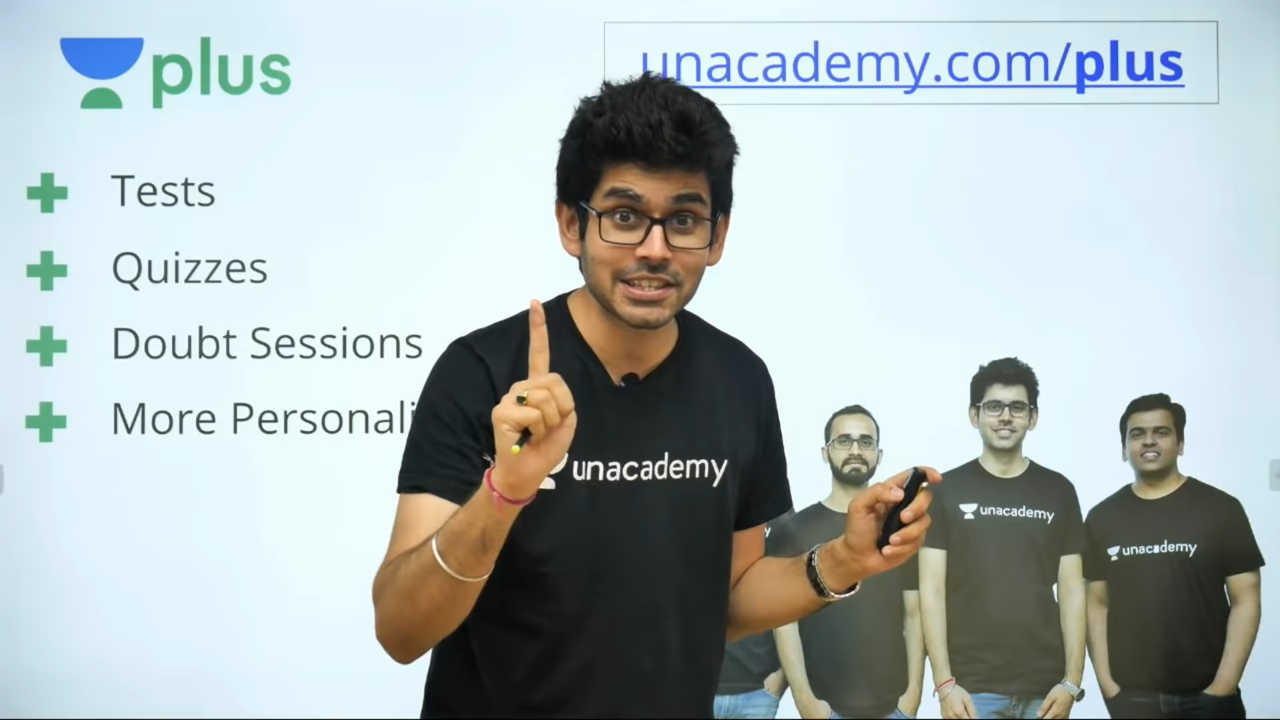 plus
unacademy.com/plus
Tests
Quizzes
Doubt Sessions
More Personali
unacademy
unacademy
unacademy